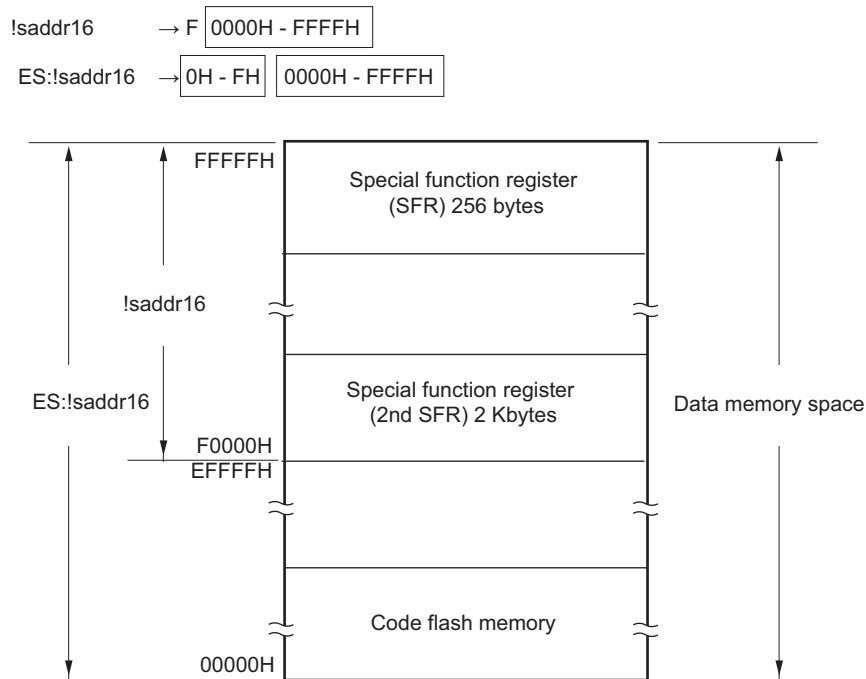 !saddr16 → F 0000H - FFFFH
ES:!saddr16 → 0H - FH 0000H - FFFFH
FFFFFH
Special function register
(SFR) 256 bytes
!saddr16
Special function register
(2nd SFR) 2 Kbytes
ES:!saddr16
Data memory space
F0000H
EFFFFH
Code flash memory
00000H